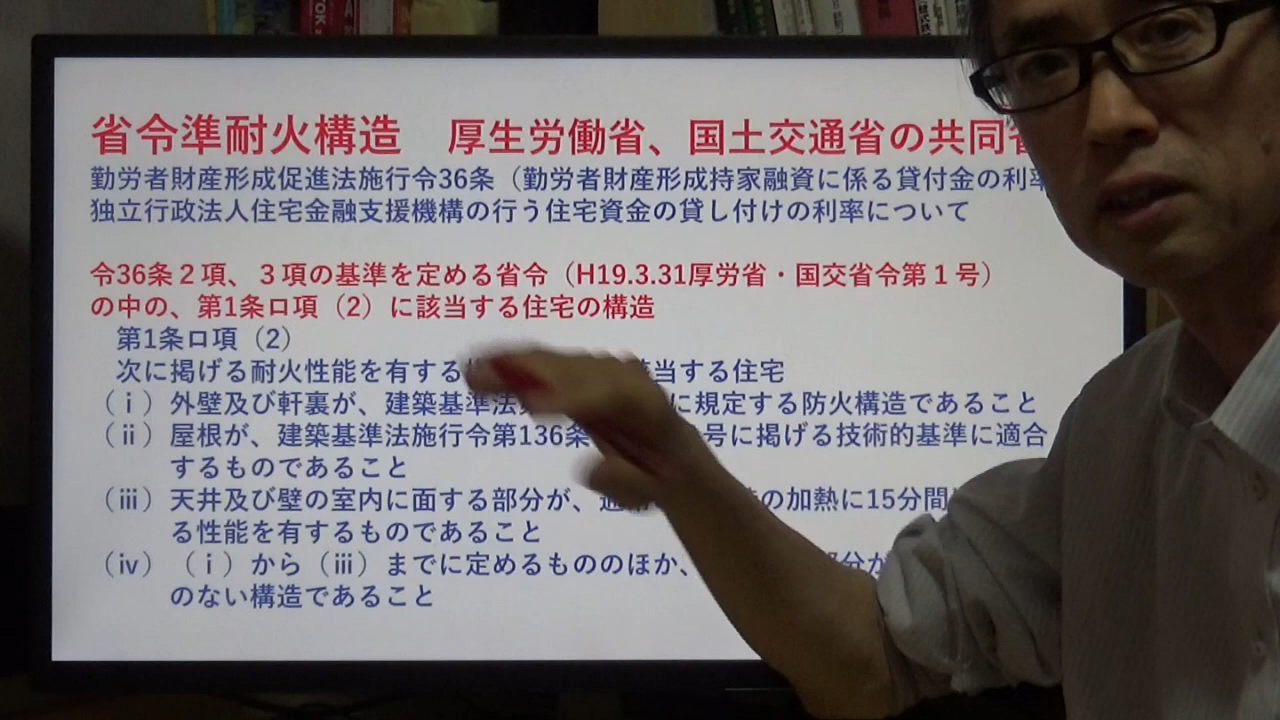 省令準耐火構造　厚生労働省、国土交通省の共同
勤労者財産形成促進法施行令36条（勤労者財産形成持家融資に係る貸付金の利率
独立行政法人住宅金融支援機構の行う住宅資金の貸し付けの利率について
令36条２項、３項の基準を定める省令（H19.3.31厚労省・国交省令第１号）
の中の、第1条ロ項（2）に該当する住宅の構造
第1条ロ項（2）
次に掲げる耐火性能を有する 該当する住宅
（ⅰ）外壁及び軒裏が、建築基準法 に規定する防火構造であること
（ⅱ）屋根が、建築基準法施行令第136条 号に掲げる技術的基準に適合
するものであること
（ⅲ）天井及び壁の室内に面する部分が、通 の加熱に15分間
る性能を有するものであること
（ⅳ）（ⅰ）から（ⅲ）までに定めるもののほか、 部分が
のない構造であること